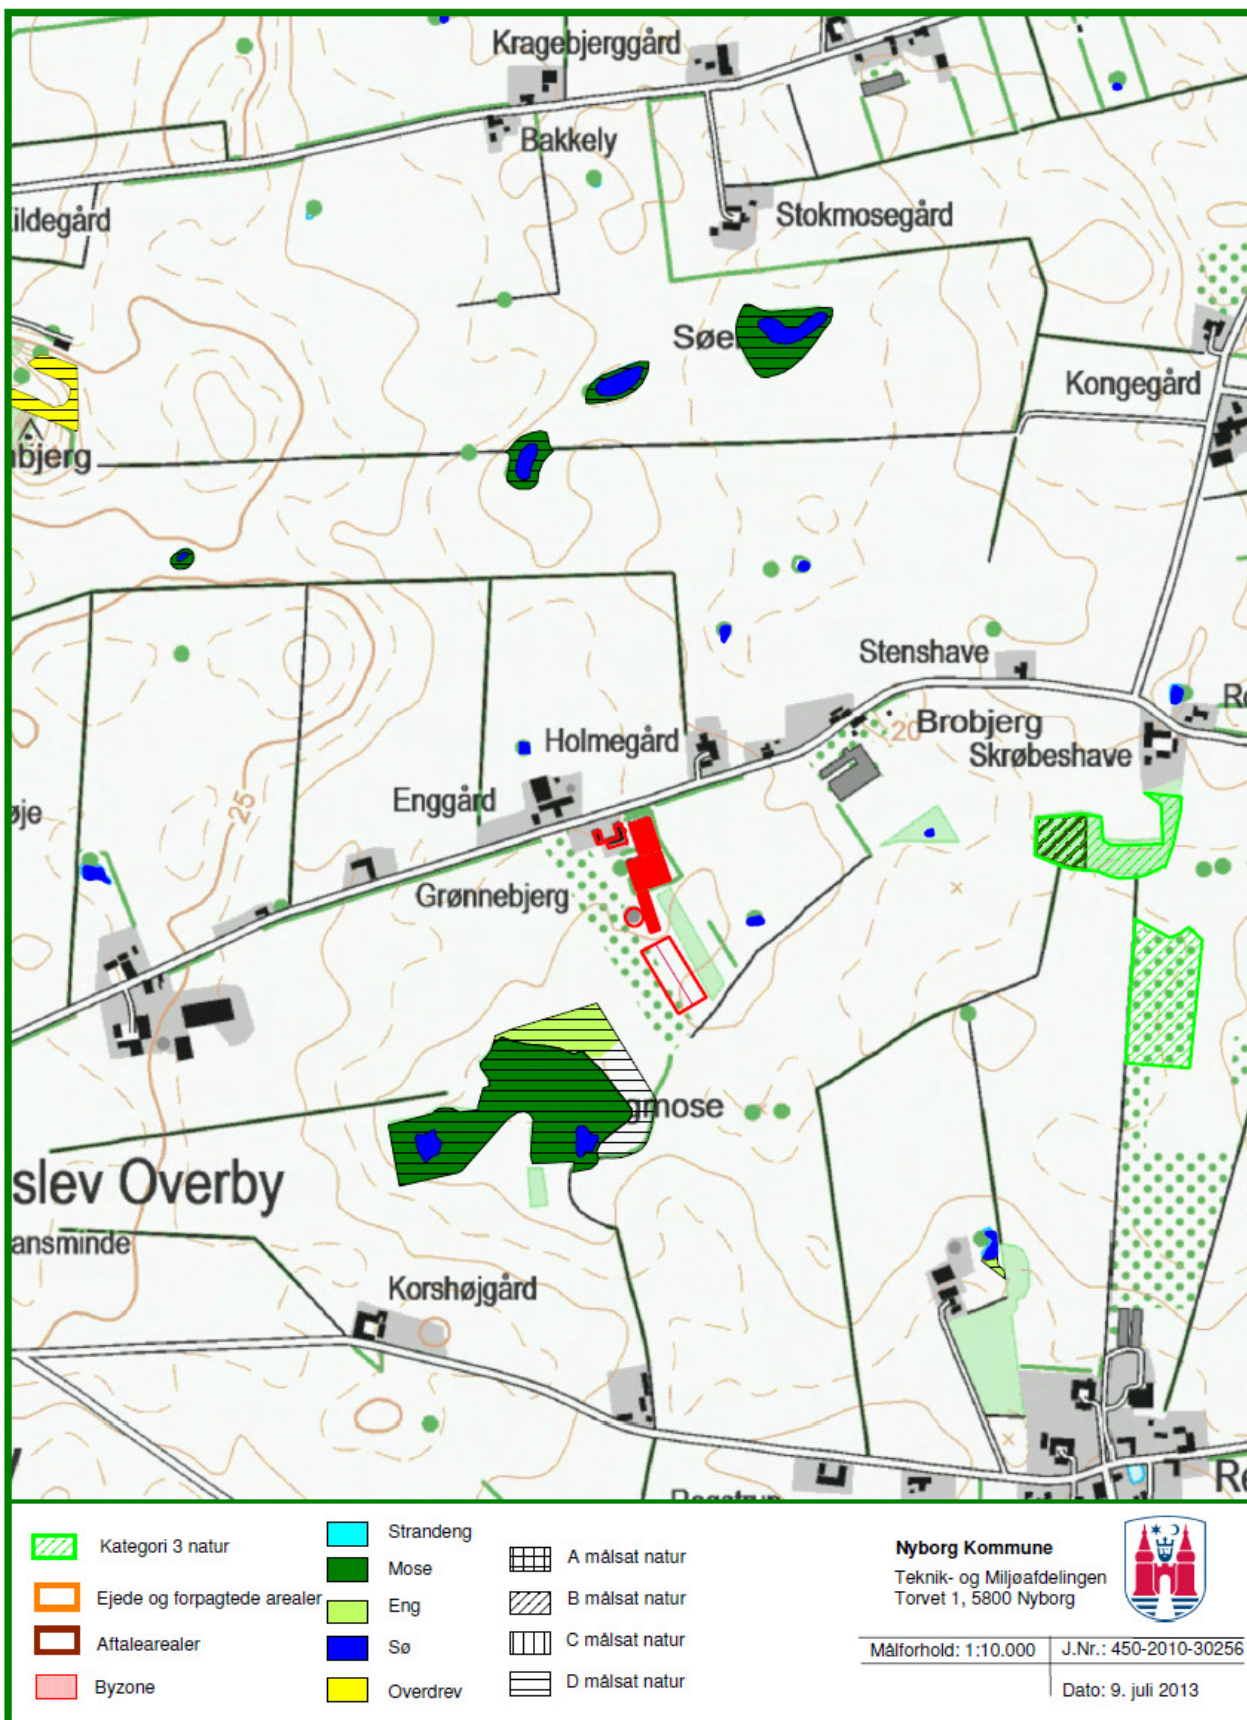 Kragebjerggård
Bakkely
ildegård
Stokmosegård
Søe
Kongegård
bjerg
Stenshave
Brobjerg
20
Holmegård
Skrøbeshave
Enggård
25
øje
Grønnebjerg
gmose
slev Overby
ansminde
Korshøjgård
Kategori 3 natur
Ejede og forpagtede arealer
Aftalearealer
Byzone
Strandeng
Mose
Eng
Sø
Overdrev
A målsat natur
B målsat natur
C målsat natur
D målsat natur
Nyborg Kommune
Teknik- og Miljøafdelingen
Torvet 1, 5800 Nyborg
Målforhold: 1:10.000
J.Nr.: 450-2010-30256
Dato: 9. juli 2013